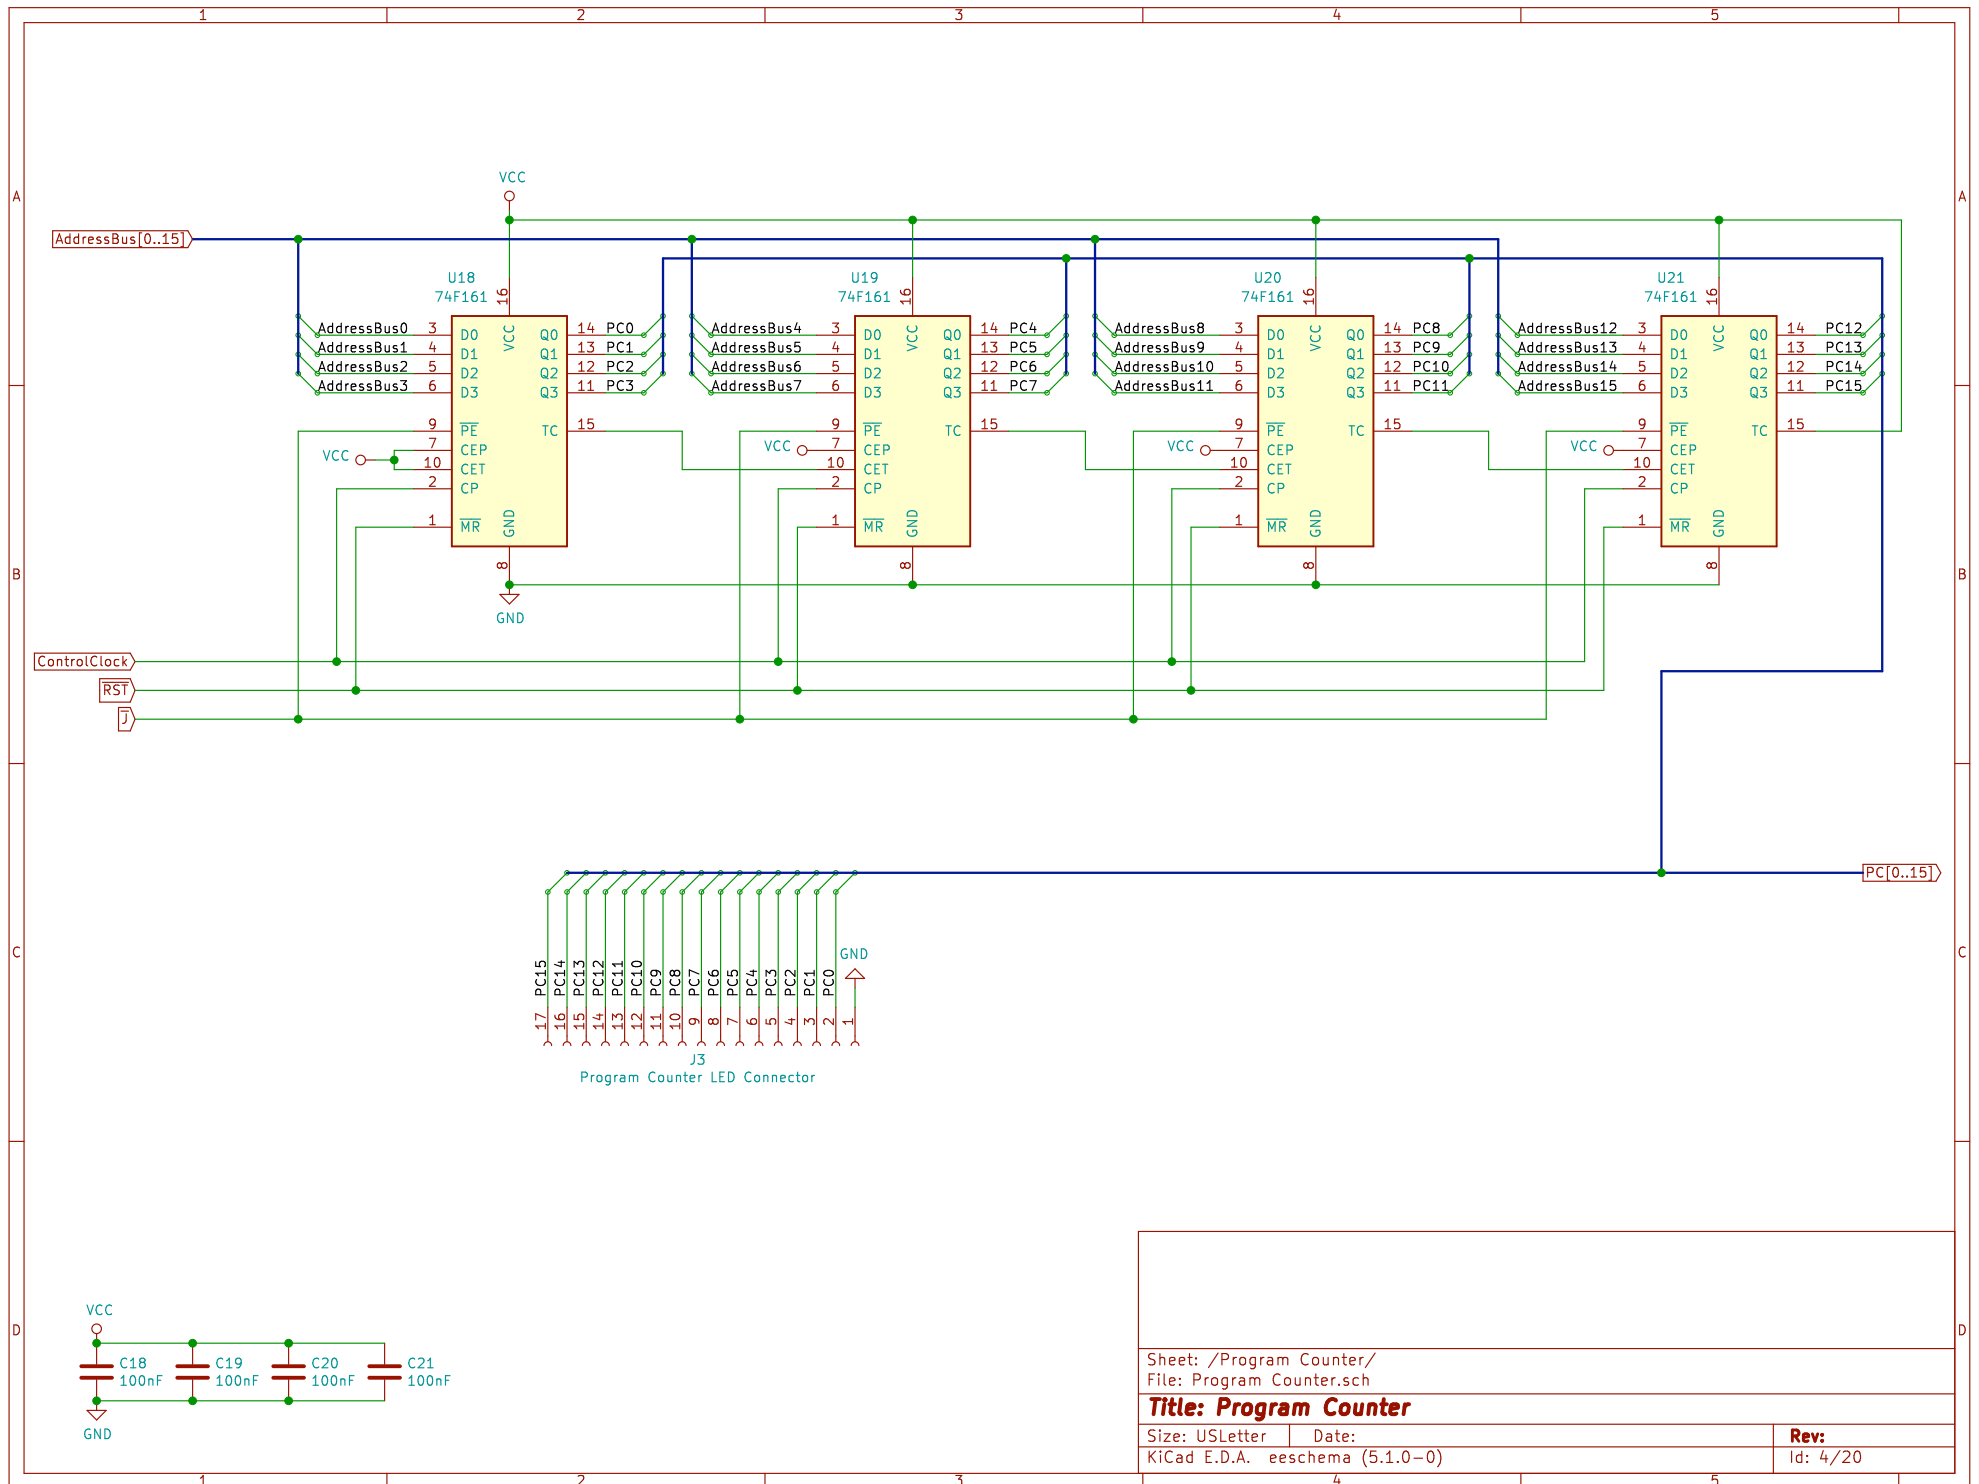 1 2 3 4 5
A A
VCC
AddressBus[0..15]
U18 U19 U20 U21
74F161 74F161 74F161 74F161
16 16 16 16
VCC VCC VCC VCC
AddressBus0 3 D0 Q0 14 PC0 AddressBus4 3 D0 Q0 14 PC4 AddressBus8 3 D0 Q0 14 PC8 AddressBus12 3 D0 Q0 14 PC12
AddressBus1 4 D1 Q1 13 PC1 AddressBus5 4 D1 Q1 13 PC5 AddressBus9 4 D1 Q1 13 PC9 AddressBus13 4 D1 Q1 13 PC13
AddressBus2 5 D2 Q2 12 PC2 AddressBus6 5 D2 Q2 12 PC6 AddressBus10 5 D2 Q2 12 PC10 AddressBus14 5 D2 Q2 12 PC14
AddressBus3 6 D3 Q3 11 PC3 AddressBus7 6 D3 Q3 11 PC7 AddressBus11 6 D3 Q3 11 PC11 AddressBus15 6 D3 Q3 11 PC15
9 PE TC 15 9 PE TC 15 9 PE TC 15 9 PE TC 15
VCC 7 CEP VCC 7 CEP VCC 7 CEP VCC 7 CEP
10 CET 10 CET 10 CET 10 CET
2 CP 2 CP 2 CP 2 CP
1 MR 1 MR 1 MR 1 MR
GND GND GND GND
8 8 8 8
B B
GND
ControlClock
RST
J
PC[0..15]
C C
GND
PC15 PC14 PC13 PC12 PC11 PC10 PC9 PC8 PC7 PC6 PC5 PC4 PC3 PC2 PC1 PC0
17 16 15 14 13 12 11 10 9 8 7 6 5 4 3 2 1
J3
Program Counter LED Connector
VCC
D D
C18 C19 C20 C21
100nF 100nF 100nF 100nF
GND
Sheet: /Program Counter/
File: Program Counter.sch
Title: Program Counter
Size: USLetter Date: Rev:
KiCad E.D.A. eeschema (5.1.0-0) Id: 4/20
1 2 3 4 5